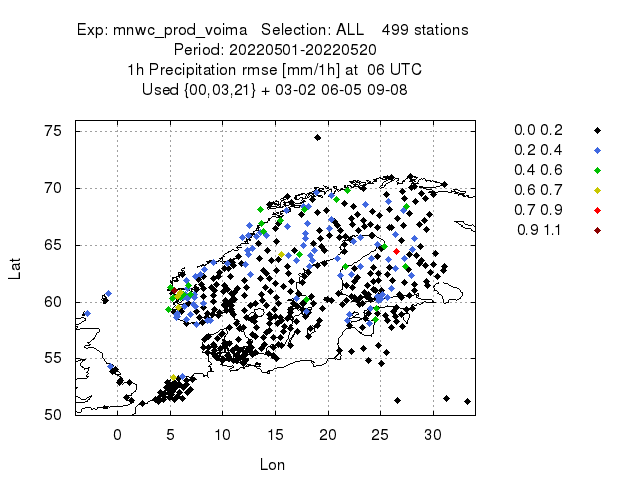 Exp: mnwc_prod_voima   Selection: ALL    499 stations
Period: 20220501-20220520
1h Precipitation rmse [mm/1h] at  06 UTC
Used {00,03,21} + 03-02 06-05 09-08
75
70
65
60
55
50
Lat
0 5 10 15 20 25 30
Lon
0.0 0.2
0.2 0.4
0.4 0.6
0.6 0.7
0.7 0.9
0.9 1.1